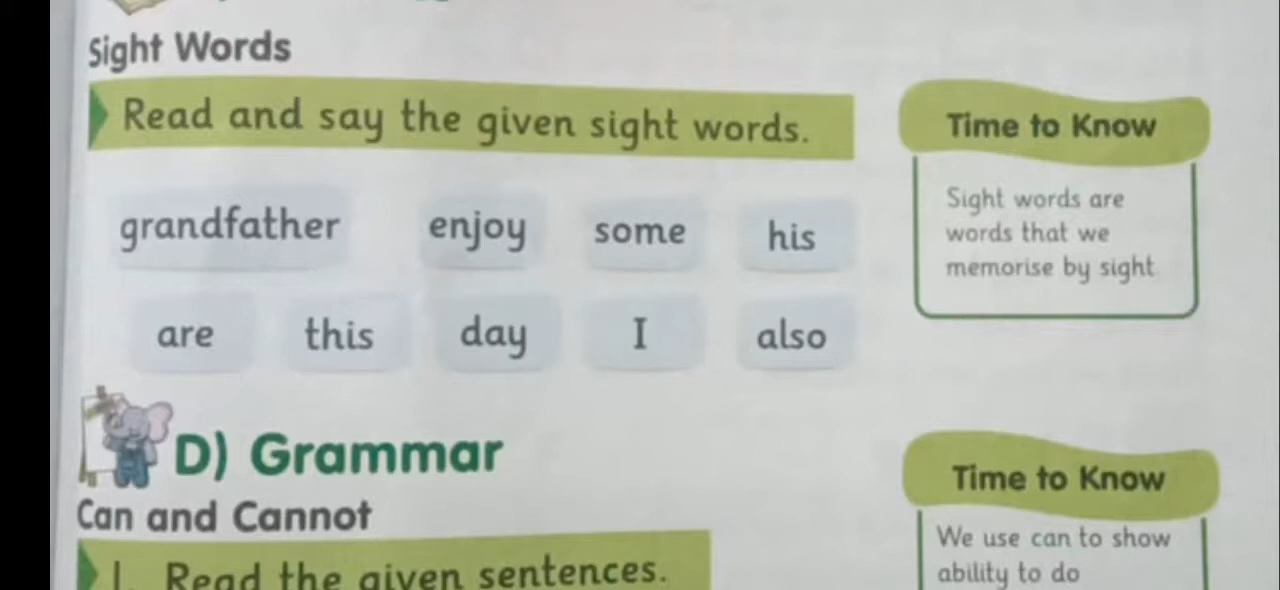 Sight Words
Read and say the given sight words.
grandfather enjoy some his
are this day I also
Time to Know
Sight words are
words that we
memorise by sight
D) Grammar
Can and Cannot
1. Read the given sentences.
Time to Know
We use can to show
ability to do